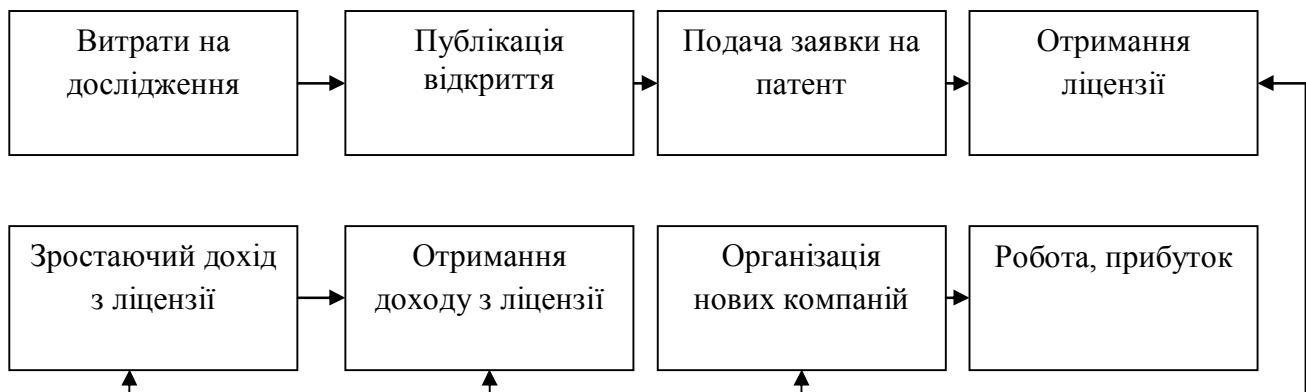 Витрати на
дослідження
Публікація
відкриття
Подача заявки на
патент
Отримання
ліцензії
Зростаючий дохід
з ліцензії
Отримання
доходу з ліцензії
Організація
нових компаній
Робота, прибуток